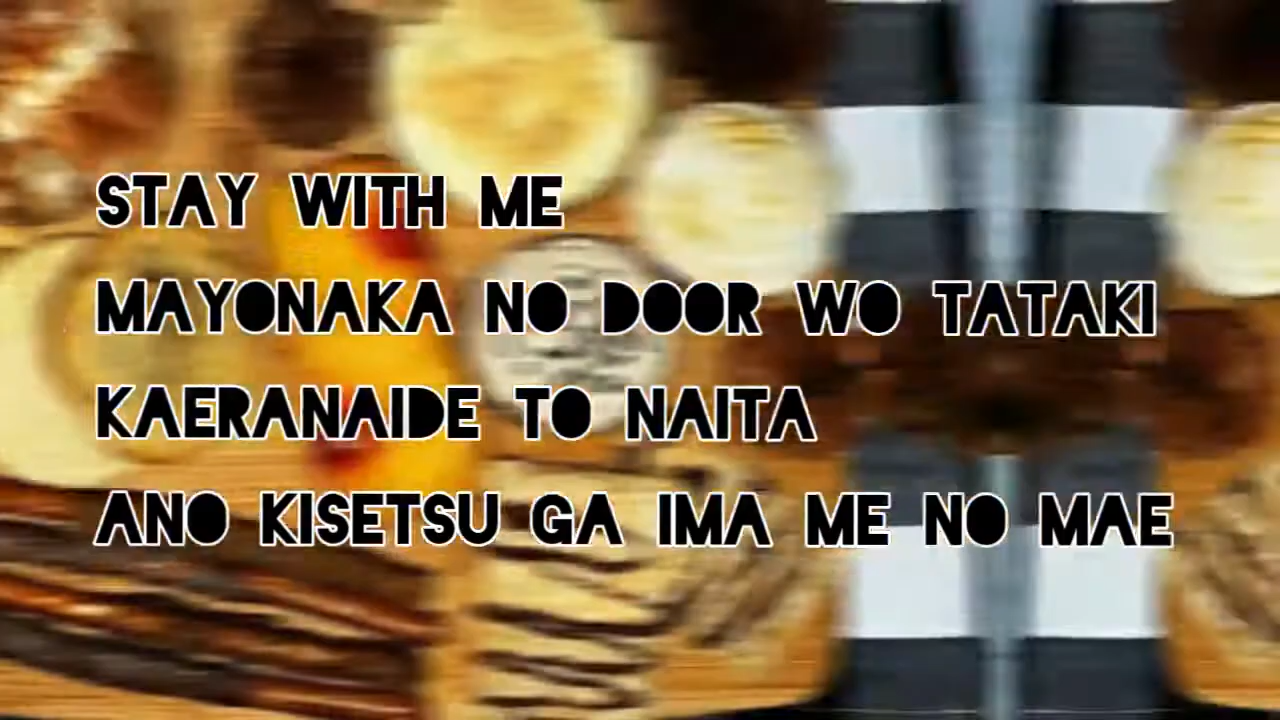 STAY WITH ME
MAYONAKA NO DOOR WO TATAKI
KAERANAIDE TO NAITA
ANO KISETSU GA IMA ME NO MAE